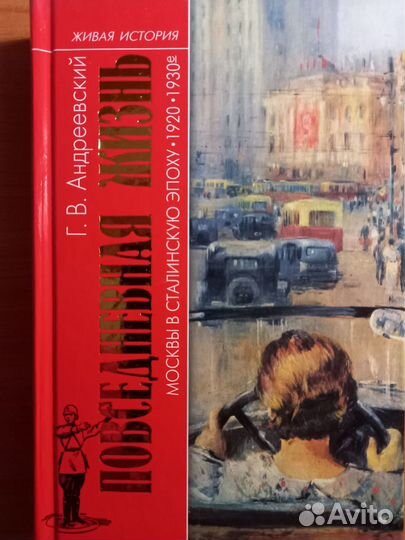 ЖИВАЯ ИСТОРИЯ
Г. В. Андреевский
ПОВСЕДНЕВНАЯ ЖИЗНЬ
МОСКВЫ В СТАЛИНСКУЮ ЭПОХУ • 1920 • 1930е
Avito